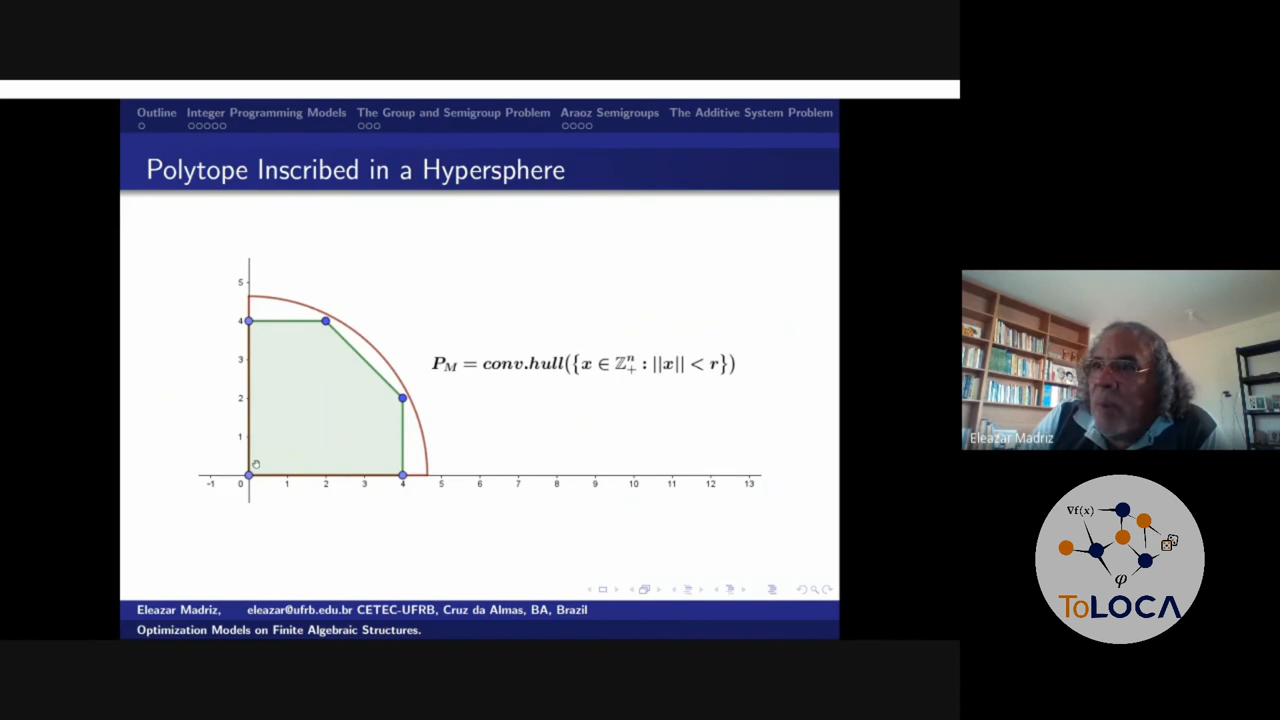 Outline Integer Programming Models The Group and Semigroup Problem Araoz Semigroups The Additive System Problem
Polytope Inscribed in a Hypersphere
5
4
3
2
1
-1 0 1 2 3 4 5 6 7 8 9 10 11 12 13
P_M = conv.hull({x ∈ ℤ₊ⁿ : ||x|| < r})
Eleazar Madriz, eleazar@ufrb.edu.br CETEC-UFRB, Cruz da Almas, BA, Brazil
Optimization Models on Finite Algebraic Structures.
Eleazar Madriz
∇f(x)
φ
ToLOCA